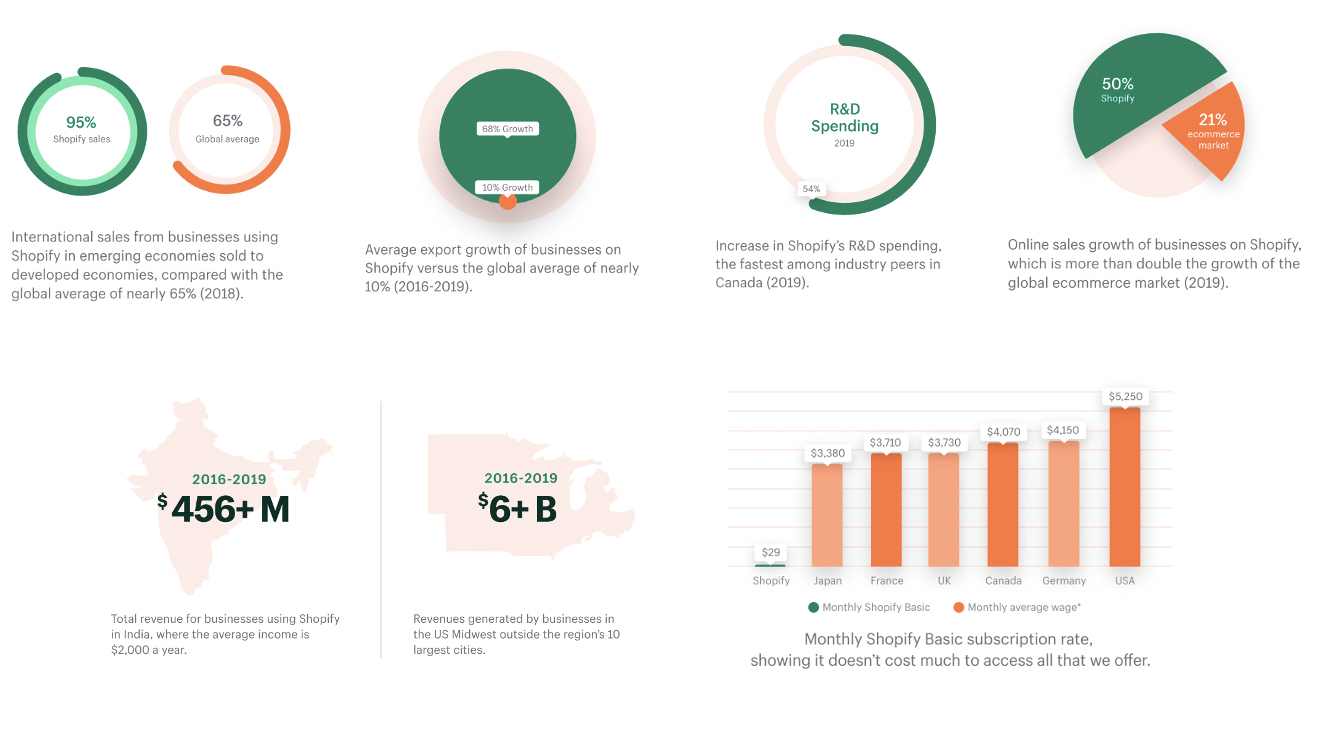 95%
Shopify sales
65%
Global average
International sales from businesses using
Shopify in emerging economies sold to
developed economies, compared with the
global average of nearly 65% (2018).
68% Growth
10% Growth
Average export growth of businesses on
Shopify versus the global average of nearly
10% (2016-2019).
R&D
Spending
2019
54%
Increase in Shopify's R&D spending,
the fastest among industry peers in
Canada (2019).
50%
Shopify
21%
ecommerce
market
Online sales growth of businesses on Shopify,
which is more than double the growth of the
global ecommerce market (2019).
2016-2019
$456+ M
Total revenue for businesses using Shopify
in India, where the average income is
$2,000 a year.
2016-2019
$6+ B
Revenues generated by businesses in
the US Midwest outside the region's 10
largest cities.
$29
$3,380
$3,710
$3,730
$4,070
$4,150
$5,250
Shopify
Japan
France
UK
Canada
Germany
USA
Monthly Shopify Basic
Monthly average wage*
Monthly Shopify Basic subscription rate,
showing it doesn't cost much to access all that we offer.